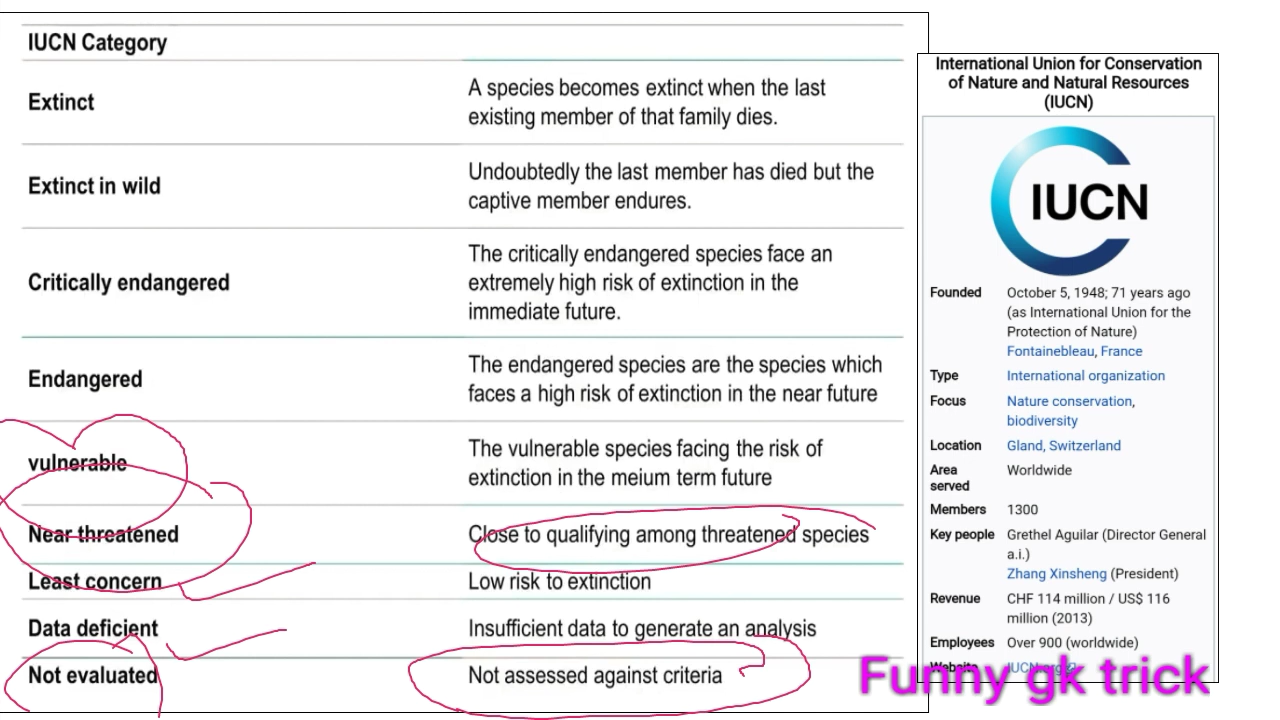 IUCN Category
Extinct
A species becomes extinct when the last
existing member of that family dies.
Extinct in wild
Undoubtedly the last member has died but the
captive member endures.
Critically endangered
The critically endangered species face an
extremely high risk of extinction in the
immediate future.
Endangered
The endangered species are the species which
faces a high risk of extinction in the near future
vulnerable
The vulnerable species facing the risk of
extinction in the meium term future
Near threatened
Close to qualifying among threatened species
Least concern
Low risk to extinction
Data deficient
Insufficient data to generate an analysis
Not evaluated
Not assessed against criteria
International Union for Conservation
of Nature and Natural Resources
(IUCN)
IUCN
Founded
October 5, 1948; 71 years ago
(as International Union for the
Protection of Nature)
Fontainebleau, France
Type
International organization
Focus
Nature conservation,
biodiversity
Location
Gland, Switzerland
Area
served
Worldwide
Members
1300
Key people
Grethel Aguilar (Director General
a.i.)
Zhang Xinsheng (President)
Revenue
CHF 114 million / US$ 116
million (2013)
Employees
Over 900 (worldwide)
Website
IUCN.org
Funny gk trick